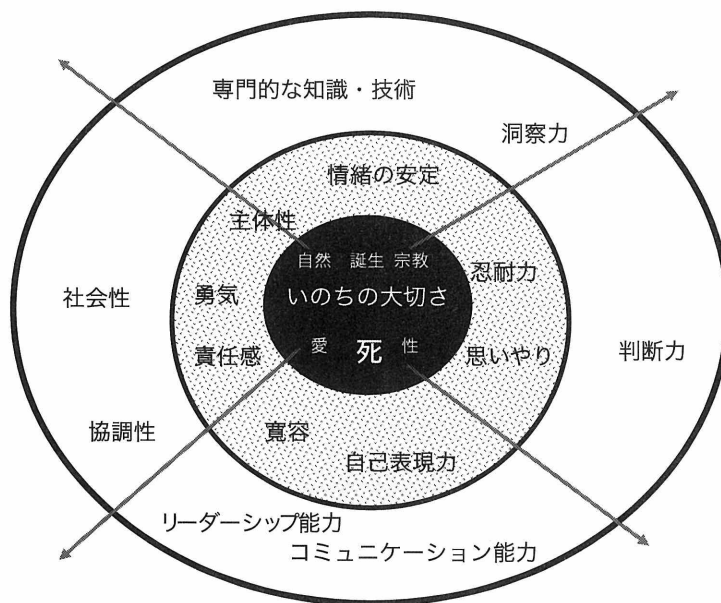 専門的な知識・技術
洞察力
情緒の安定
主体性
自然 誕生 宗教
忍耐力
いのちの大切さ
社会性
勇気
愛 死 性
責任感
思いやり
判断力
協調性
寛容
自己表現力
リーダーシップ能力
コミュニケーション能力